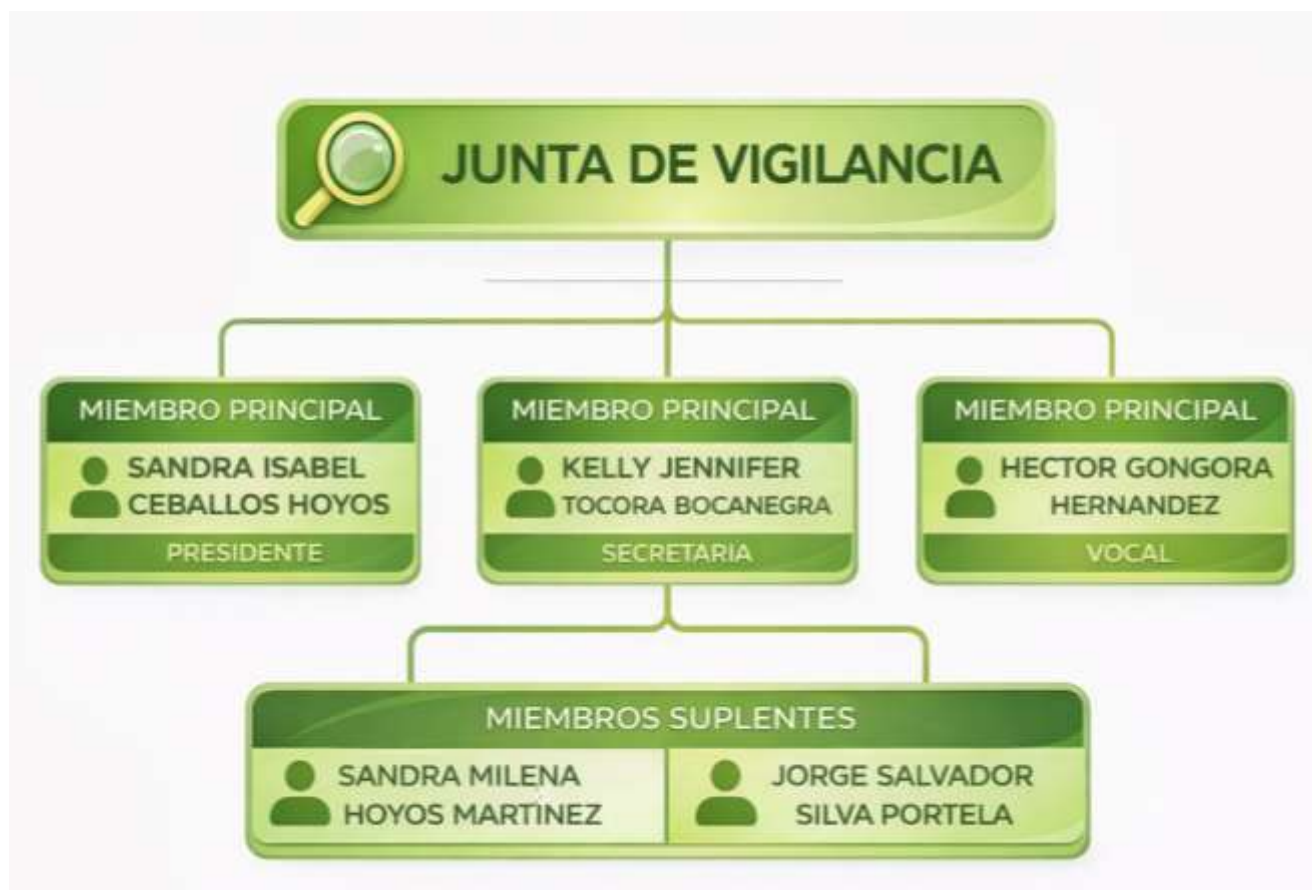 JUNTA DE VIGILANCIA
MIEMBRO PRINCIPAL
SANDRA ISABEL
CEBALLOS HOYOS
PRESIDENTE
MIEMBRO PRINCIPAL
KELLY JENNIFER
TOCORA BOCANEGRA
SECRETARIA
MIEMBRO PRINCIPAL
HECTOR GONGORA
HERNANDEZ
VOCAL
MIEMBROS SUPLENTES
SANDRA MILENA
HOYOS MARTINEZ
JORGE SALVADOR
SILVA PORTELA